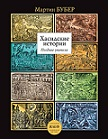 Мартин БУБЕР
Хасидские
истории
Поздние учителя